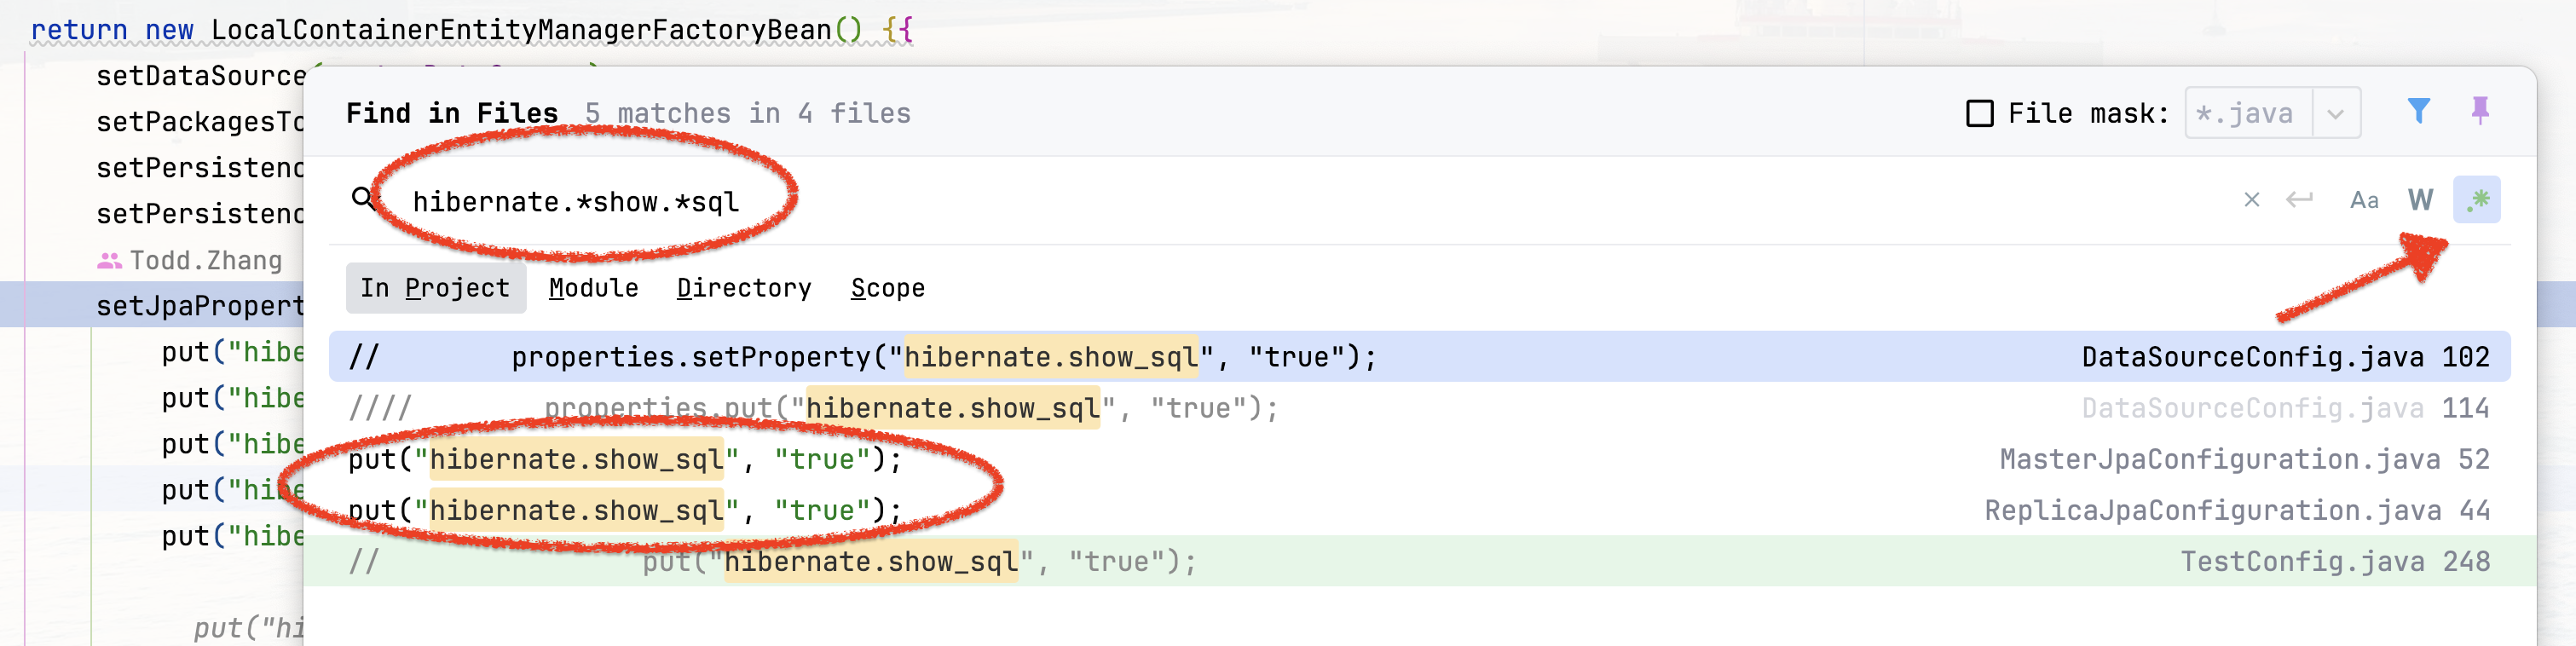 return new LocalContainerEntityManagerFactoryBean() {{
setDataSource
setPackagesTo
setPersistenc
setPersistenc
Todd.Zhang
setJpaPropert
put("hibe
put("hibe
put("hibe
put("hibe
put("hibe
put("hi
Find in Files 5 matches in 4 files
File mask: *.java
hibernate.*show.*sql
Aa W .*
In Project Module Directory Scope
// properties.setProperty("hibernate.show_sql", "true"); DataSourceConfig.java 102
//// properties.put("hibernate.show_sql", "true"); DataSourceConfig.java 114
put("hibernate.show_sql", "true"); MasterJpaConfiguration.java 52
put("hibernate.show_sql", "true"); ReplicaJpaConfiguration.java 44
// put("hibernate.show_sql", "true"); TestConfig.java 248